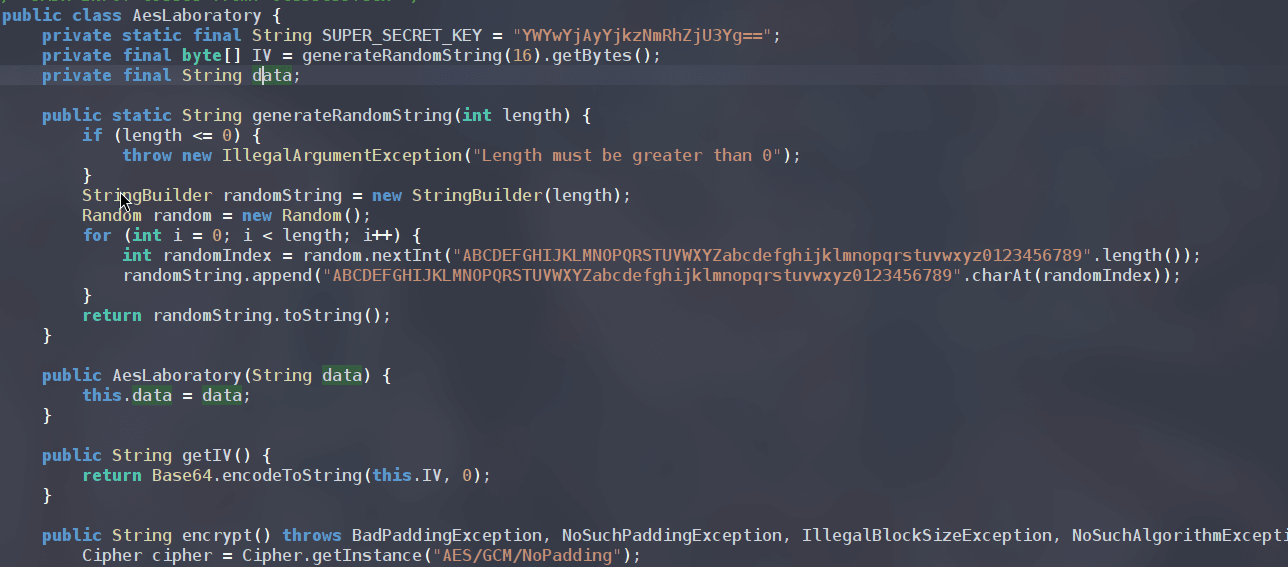 public class AesLaboratory {
    private static final String SUPER_SECRET_KEY = "YWYwYjAyYjkzNmRhZjU3Yg==";
    private final byte[] IV = generateRandomString(16).getBytes();
    private final String data;
    public static String generateRandomString(int length) {
        if (length <= 0) {
            throw new IllegalArgumentException("Length must be greater than 0");
        }
        StringBuilder randomString = new StringBuilder(length);
        Random random = new Random();
        for (int i = 0; i < length; i++) {
            int randomIndex = random.nextInt("ABCDEFGHIJKLMNOPQRSTUVWXYZabcdefghijklmnopqrstuvwxyz0123456789".length());
            randomString.append("ABCDEFGHIJKLMNOPQRSTUVWXYZabcdefghijklmnopqrstuvwxyz0123456789".charAt(randomIndex));
        }
        return randomString.toString();
    }
    public AesLaboratory(String data) {
        this.data = data;
    }
    public String getIV() {
        return Base64.encodeToString(this.IV, 0);
    }
    public String encrypt() throws BadPaddingException, NoSuchPaddingException, IllegalBlockSizeException, NoSuchAlgorithmExcepti
        Cipher cipher = Cipher.getInstance("AES/GCM/NoPadding");